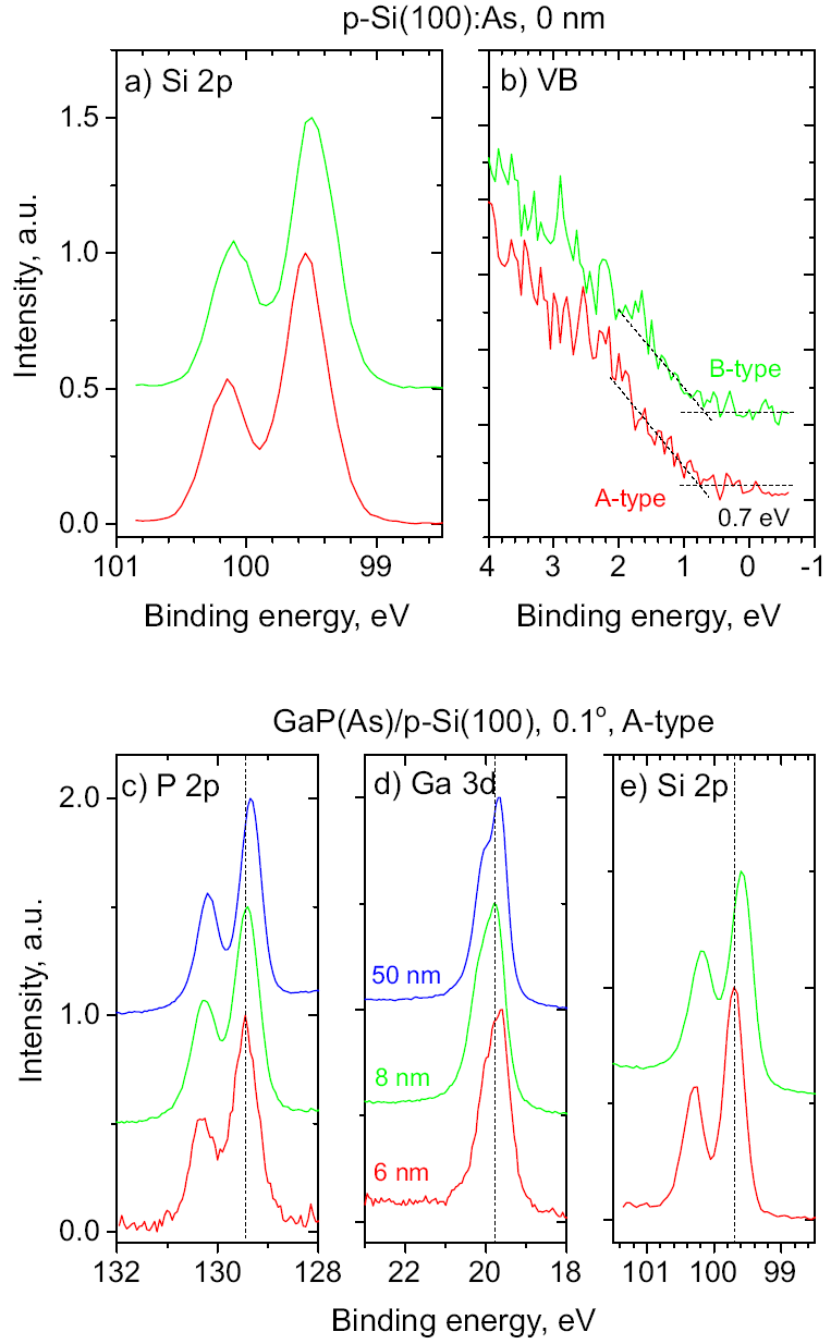 p-Si(100):As, 0 nm
a) Si 2p
b) VB
1.5
1.0
0.5
0.0
Intensity, a.u.
B-type
A-type
0.7 eV
101 100 99
4 3 2 1 0 -1
Binding energy, eV
Binding energy, eV
GaP(As)/p-Si(100), 0.1°, A-type
c) P 2p
d) Ga 3d
e) Si 2p
2.0
1.0
0.0
Intensity, a.u.
50 nm
8 nm
6 nm
132 130 128
22 20 18
101 100 99
Binding energy, eV